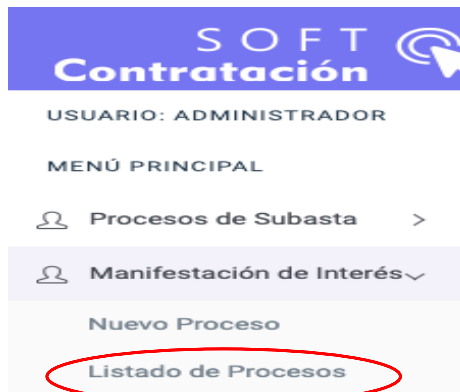 SOFT
Contratación
USUARIO: ADMINISTRADOR
MENÚ PRINCIPAL
Procesos de Subasta >
Manifestación de Interés
Nuevo Proceso
Listado de Procesos